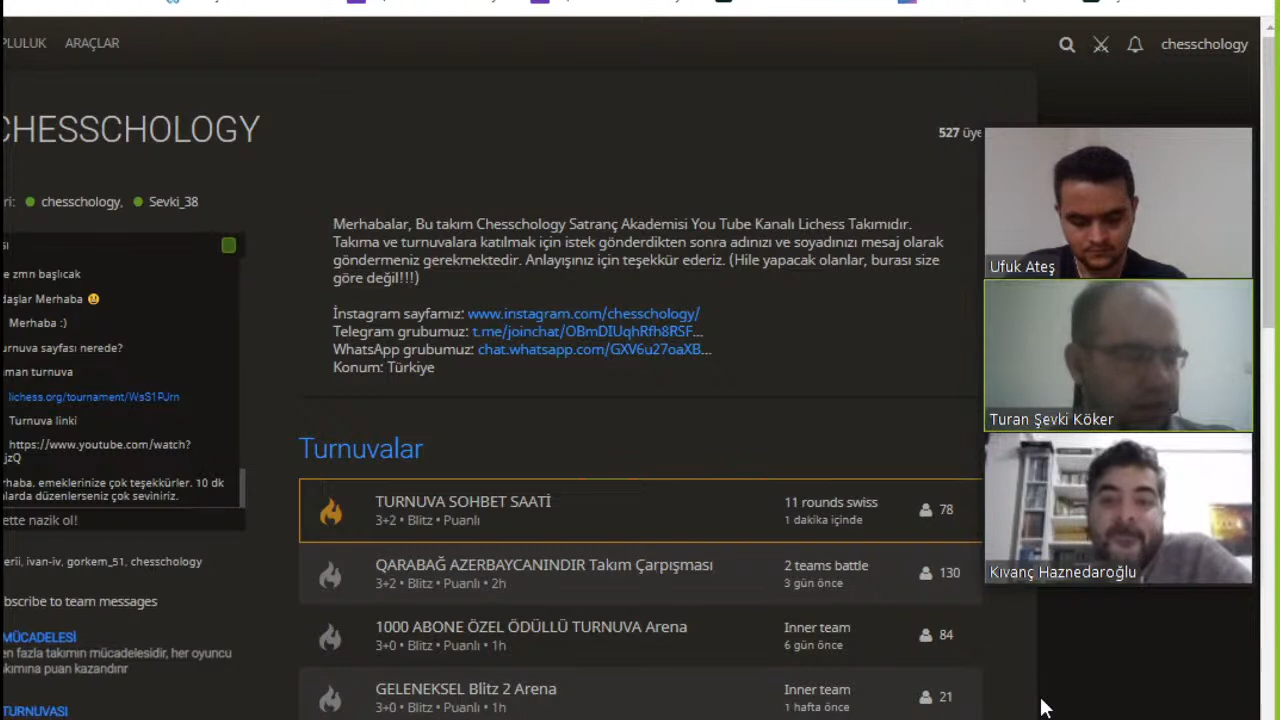 PLULUK ARAÇLAR
chesschology
CHESSCHOLOGY
527 üye
ri: chesschology, Sevki_38
sı
e zmn başlıcak
daşlar Merhaba
Merhaba :)
urnuva sayfası nerede?
aman turnuva
lichess.org/tournament/WsS1PJrn
Turnuva linki
https://www.youtube.com/watch?
jzQ
rhaba. emeklerinize çok teşekkürler. 10 dk
alarda düzenlerseniz çok seviniriz.
ette nazik ol!
erii, ivan-iv, gorkem_51, chesschology
bscribe to team messages
MÜCADELESİ
en fazla takımın mücadelesidir, her oyuncu
akımına puan kazandırır
TURNUVASI
Merhabalar, Bu takım Chesschology Satranç Akademisi You Tube Kanalı Lichess Takımıdır.
Takıma ve turnuvalara katılmak için istek gönderdikten sonra adınızı ve soyadınızı mesaj olarak
göndermeniz gerekmektedir. Anlayışınız için teşekkür ederiz. (Hile yapacak olanlar, burası size
göre değil!!!)
İnstagram sayfamız: www.instagram.com/chesschology/
Telegram grubumuz: t.me/joinchat/OBmDIUqhRfh8RSF...
WhatsApp grubumuz: chat.whatsapp.com/GXV6u27oaXB...
Konum: Türkiye
Turnuvalar
TURNUVA SOHBET SAATİ 11 rounds swiss 78
3+2 • Blitz • Puanlı 1 dakika içinde
QARABAĞ AZERBAYCANINDIR Takım Çarpışması 2 teams battle 130
3+2 • Blitz • Puanlı • 2h 3 gün önce
1000 ABONE ÖZEL ÖDÜLLÜ TURNUVA Arena Inner team 84
3+0 • Blitz • Puanlı • 1h 6 gün önce
GELENEKSEL Blitz 2 Arena Inner team 21
3+0 • Blitz • Puanlı • 1h 1 hafta önce
Ufuk Ateş
Turan Şevki Köker
Kıvanç Haznedaroğlu